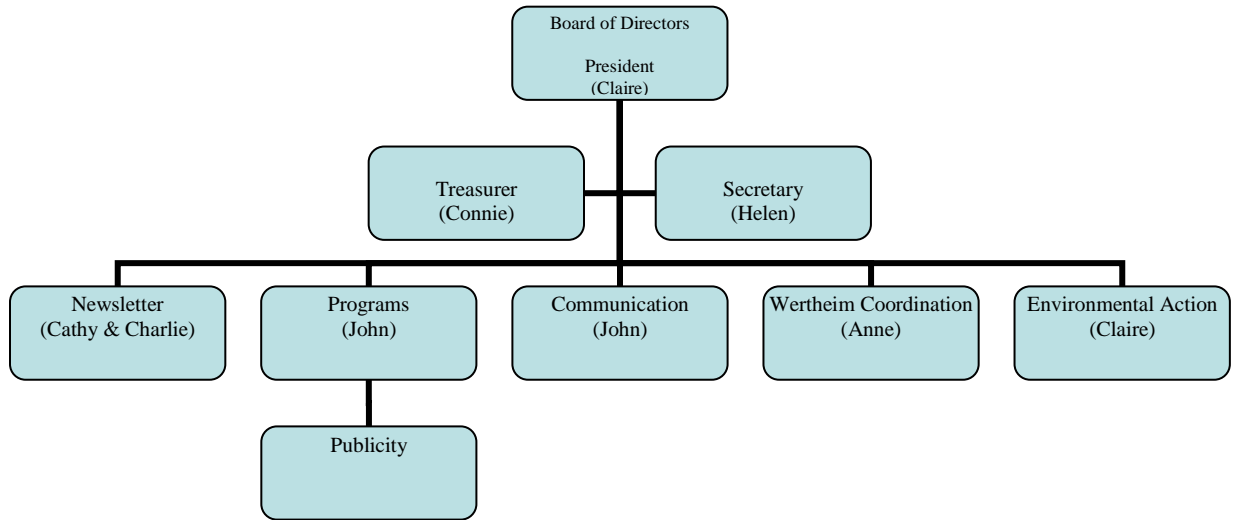 Board of Directors
President
(Claire)
Treasurer
(Connie)
Secretary
(Helen)
Newsletter
(Cathy & Charlie)
Programs
(John)
Communication
(John)
Wertheim Coordination
(Anne)
Environmental Action
(Claire)
Publicity